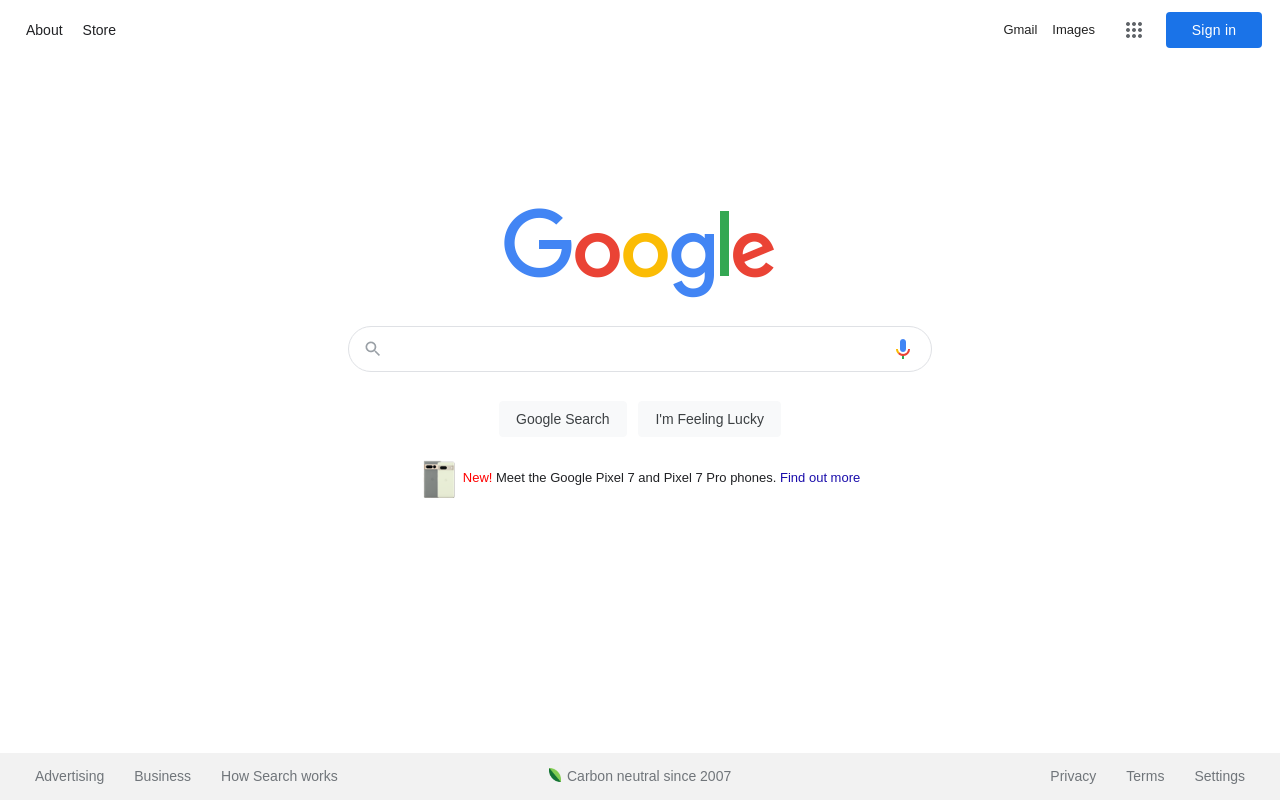 About Store Gmail Images Sign in
Google
Google Search I'm Feeling Lucky
New! Meet the Google Pixel 7 and Pixel 7 Pro phones. Find out more
Advertising Business How Search works Carbon neutral since 2007 Privacy Terms Settings